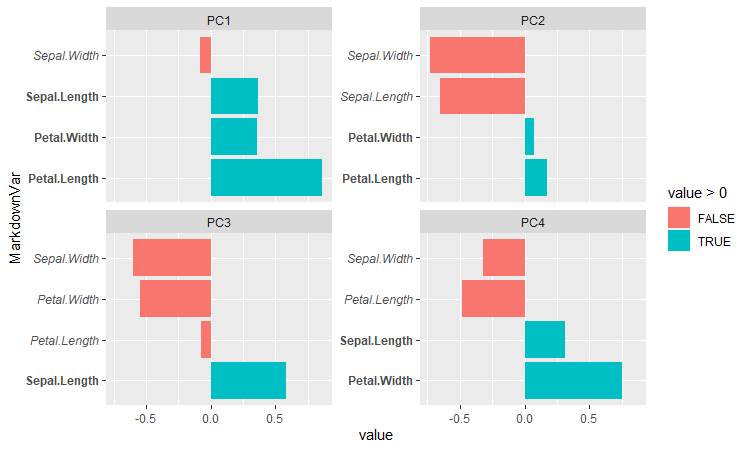 PC1
PC2
Sepal.Width
Sepal.Length
Petal.Width
Petal.Length
Sepal.Width
Sepal.Length
Petal.Width
Petal.Length
MarkdownVar
PC3
PC4
Sepal.Width
Petal.Width
Petal.Length
Sepal.Length
Sepal.Width
Petal.Length
Sepal.Length
Petal.Width
-0.5 0.0 0.5
-0.5 0.0 0.5
value
value > 0
FALSE
TRUE